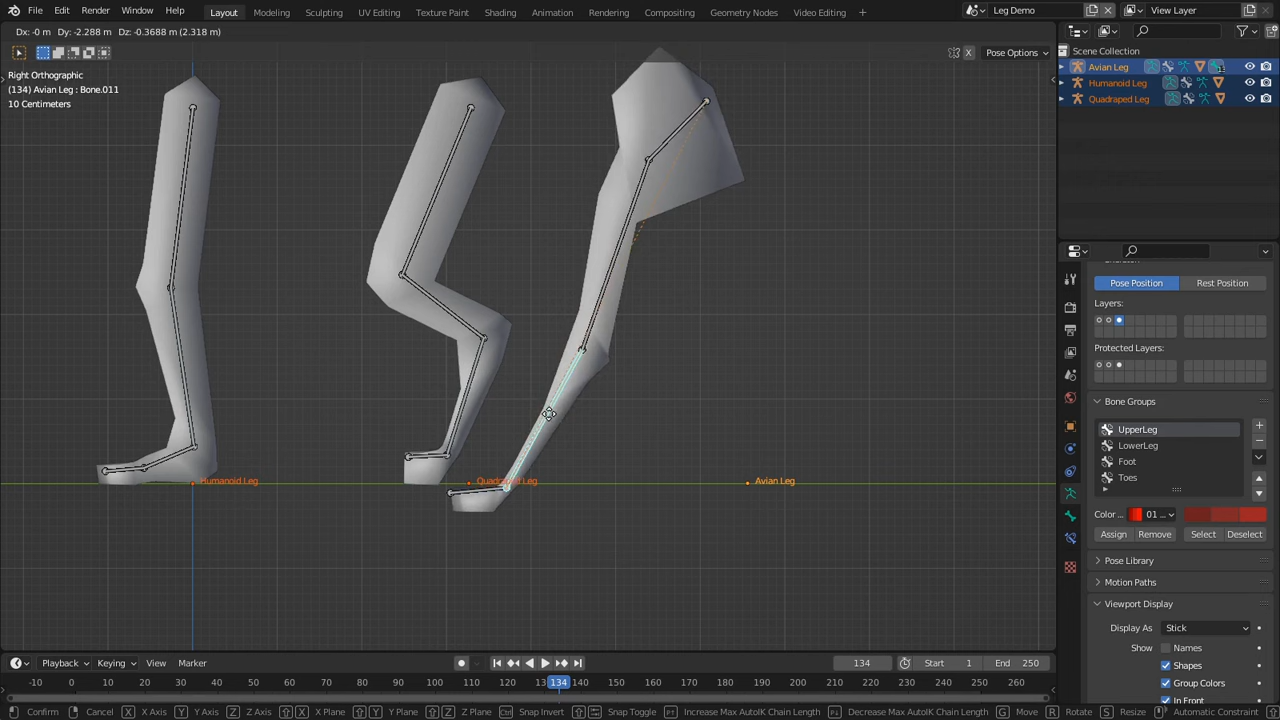 File Edit Render Window Help Layout Modeling Sculpting UV Editing Texture Paint Shading Animation Rendering Compositing Geometry Nodes Video Editing + Leg Demo View Layer
Dx: -0 m Dy: -2.288 m Dz: -0.3688 m (2.318 m)
X Pose Options
Right Orthographic
(134) Avian Leg : Bone.011
10 Centimeters
Humanoid Leg
Quadraped Leg
Avian Leg
Scene Collection
Avian Leg
Humanoid Leg
Quadraped Leg
Pose Position Rest Position
Layers:
Protected Layers:
Bone Groups
UpperLeg
LowerLeg
Foot
Toes
Color ... 01 ...
Assign Remove Select Deselect
Pose Library
Motion Paths
Viewport Display
Display As Stick
Show Names
Shapes
Group Colors
In Front
Playback Keying View Marker 134 Start 1 End 250
-10 0 10 20 30 40 50 60 70 80 90 100 110 120 134 140 150 160 170 180 190 200 210 220 230 240 250 260
Confirm Cancel X X Axis Y Y Axis Z Z Axis X X Plane Y Y Plane Z Z Plane Snap Invert Snap Toggle Increase Max AutoIK Chain Length Decrease Max AutoIK Chain Length G Move R Rotate S Resize Automatic Constraint